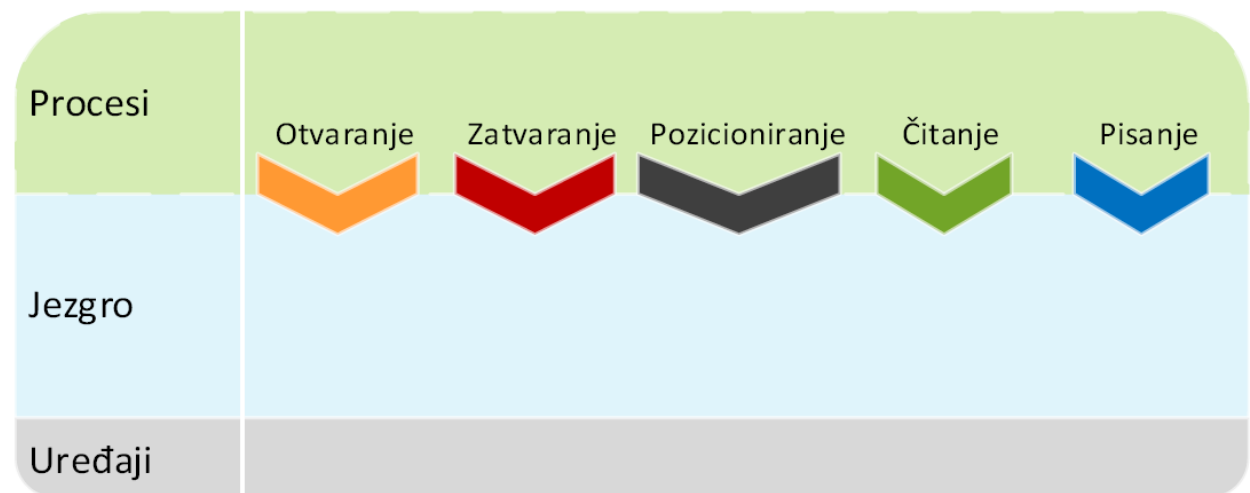 Procesi
Otvaranje Zatvaranje Pozicioniranje Čitanje Pisanje
Jezgro
Uređaji